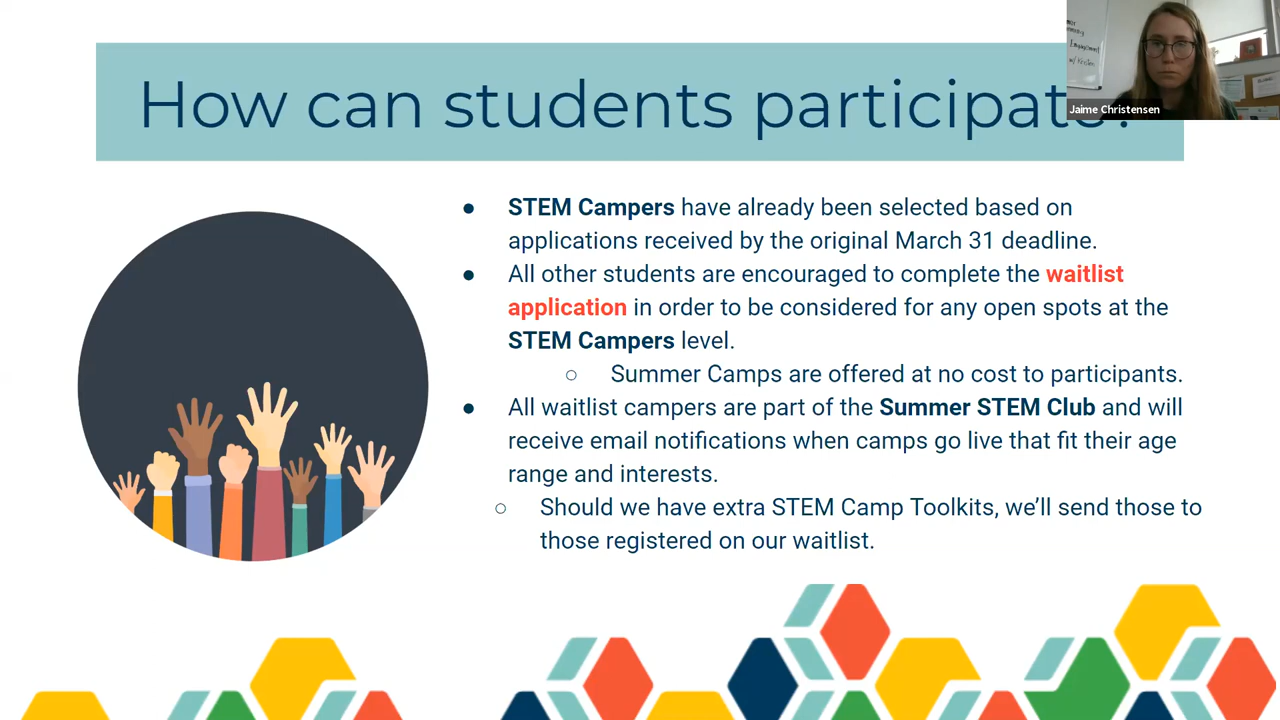 How can students participate?
Engagement
w/ Kristen
Jaime Christensen
● STEM Campers have already been selected based on
applications received by the original March 31 deadline.
● All other students are encouraged to complete the waitlist
application in order to be considered for any open spots at the
STEM Campers level.
○ Summer Camps are offered at no cost to participants.
● All waitlist campers are part of the Summer STEM Club and will
receive email notifications when camps go live that fit their age
range and interests.
○ Should we have extra STEM Camp Toolkits, we’ll send those to
those registered on our waitlist.